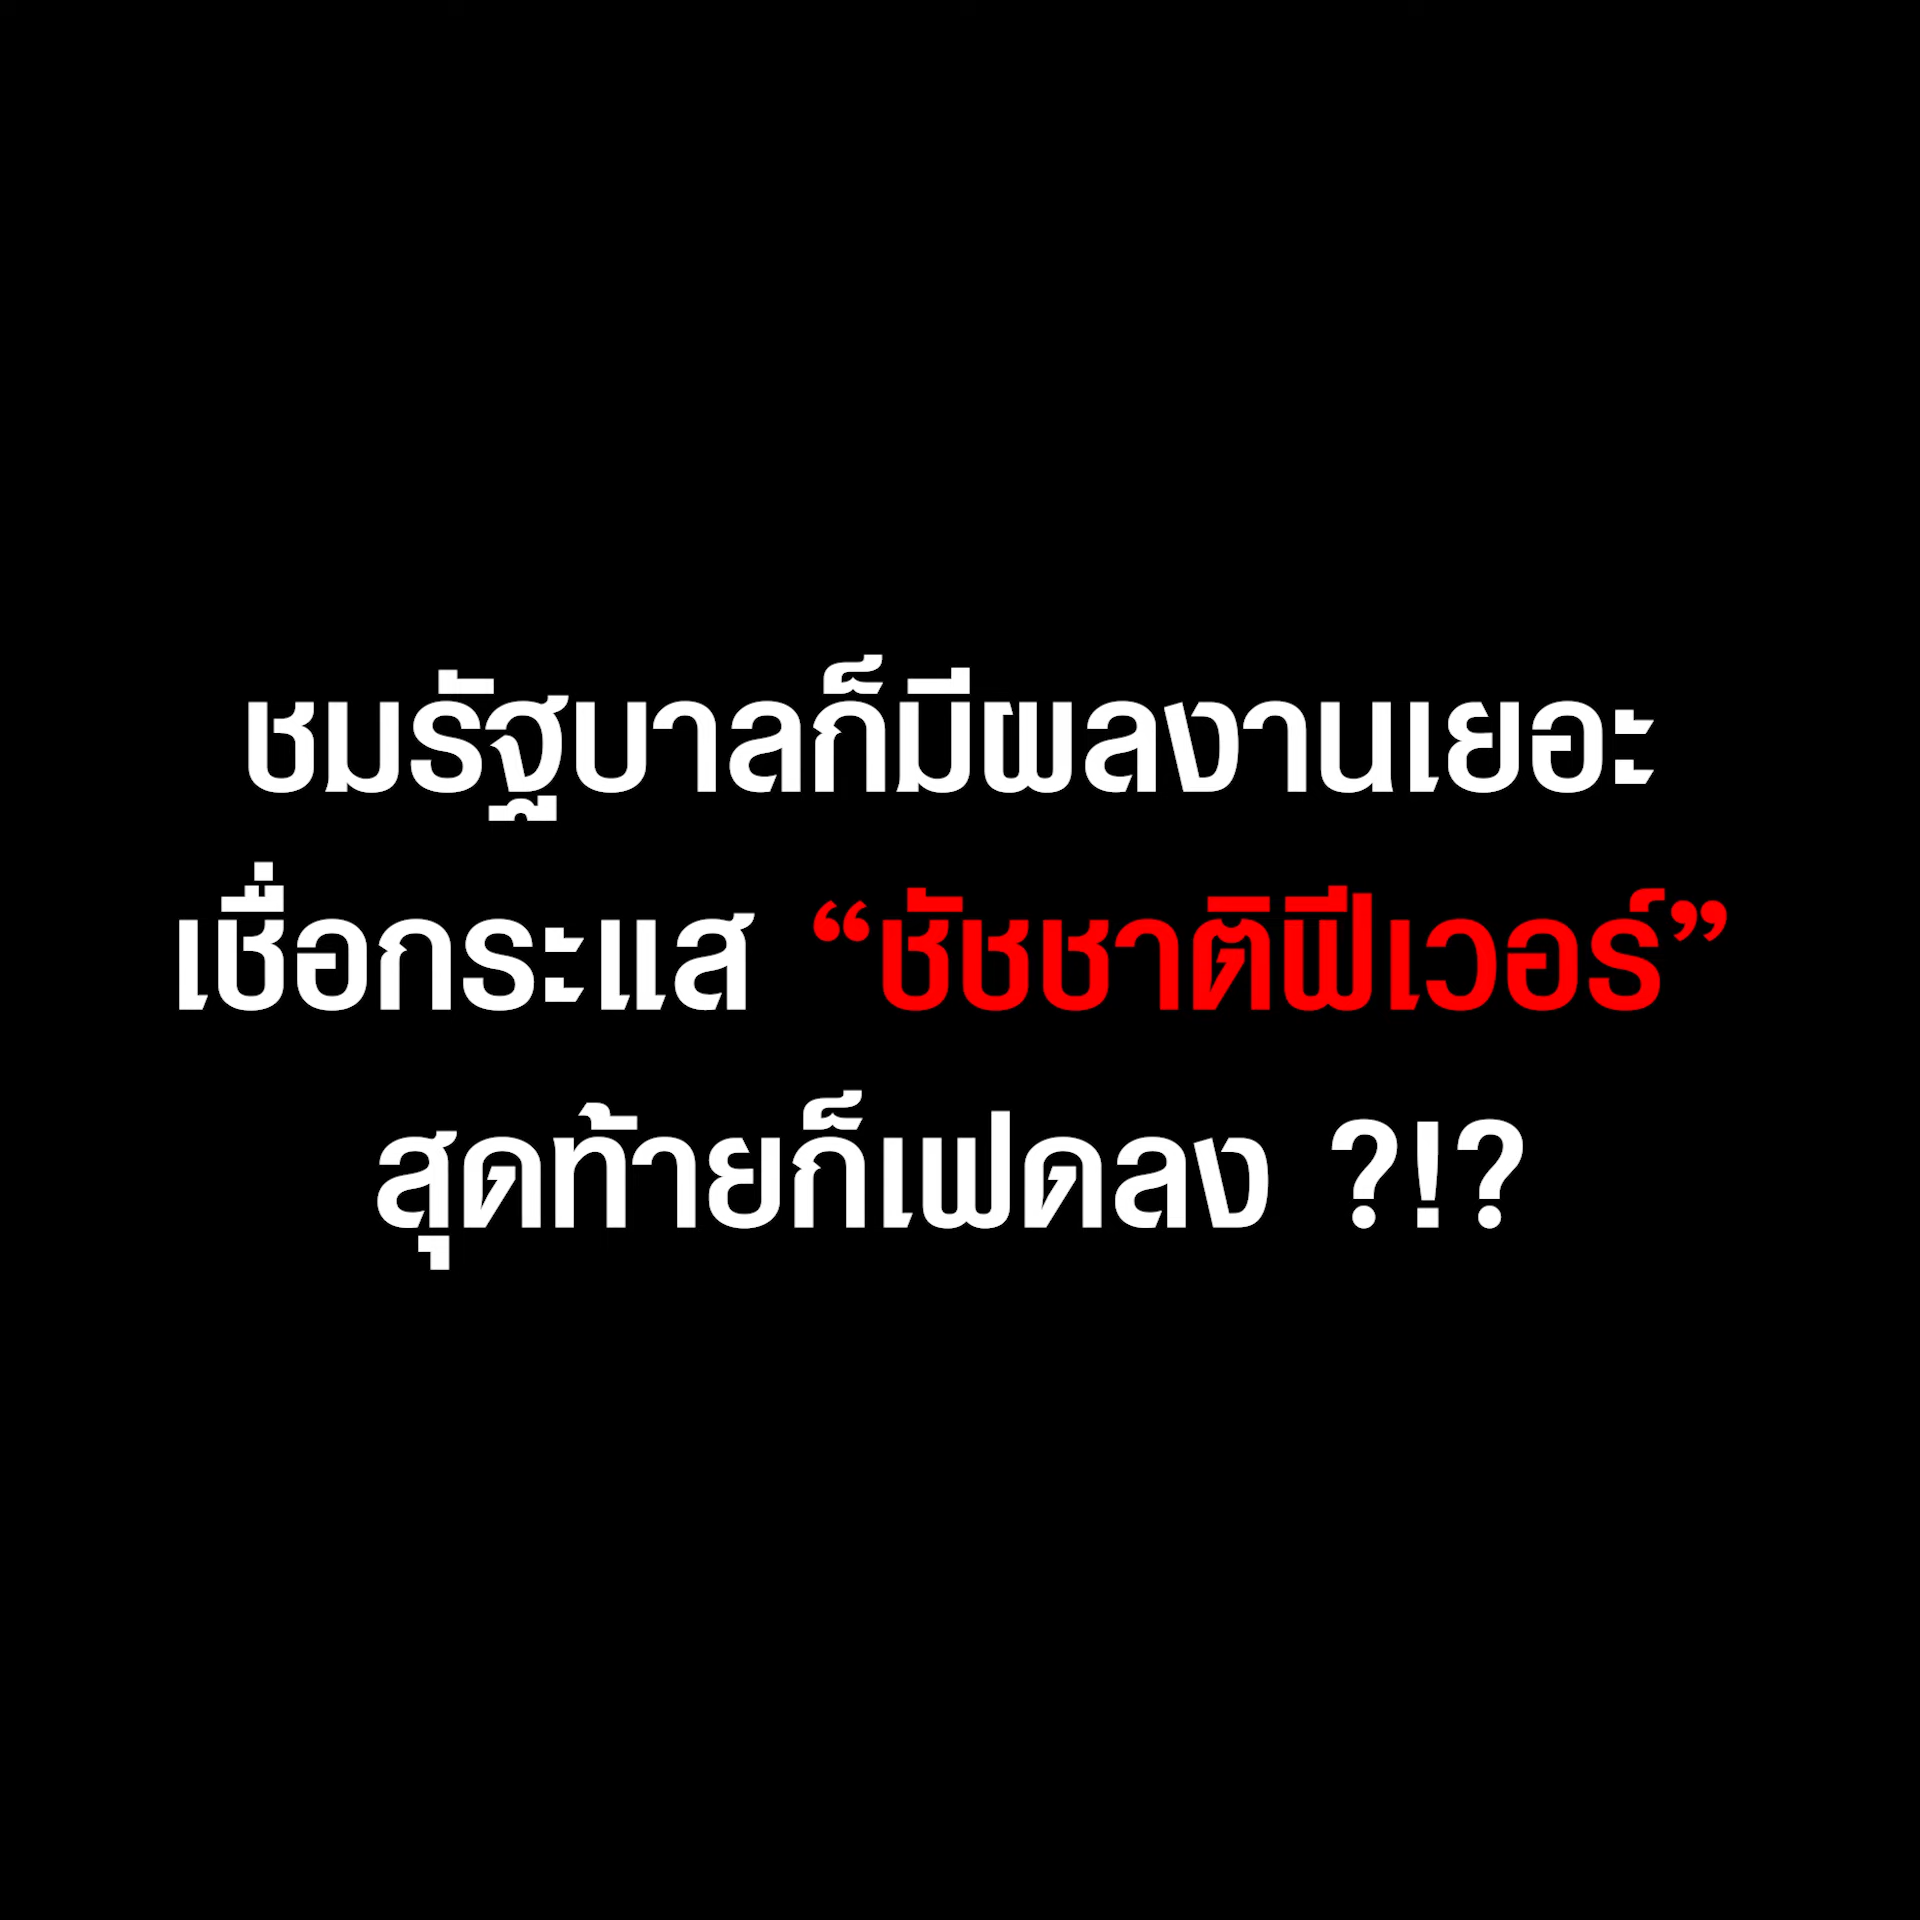 ชมรัฐบาลก็มีผลงานเยอะ
เชื่อกระแส “ชัชชาติฟีเวอร์”
สุดท้ายก็เฟดลง ?!?